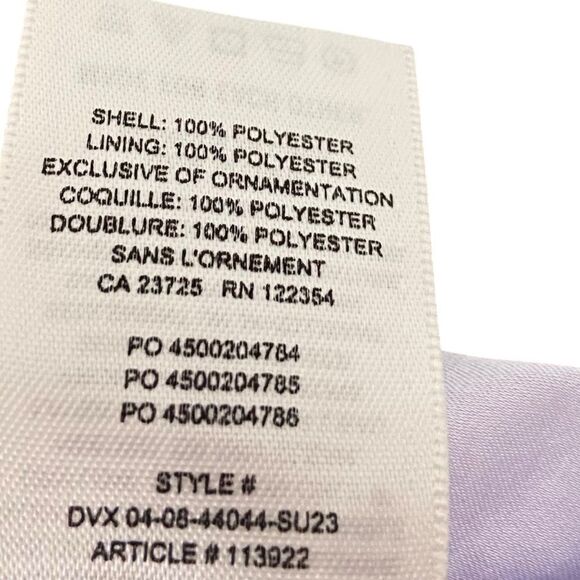 SHELL: 100% POLYESTER
LINING: 100% POLYESTER
EXCLUSIVE OF ORNAMENTATION
COQUILLE: 100% POLYESTER
DOUBLURE: 100% POLYESTER
SANS L'ORNEMENT
CA 23725 RN 122354
PO 4500204784
PO 4500204785
PO 4500204786
STYLE #
DVX 04-08-44044-SU23
ARTICLE # 113922